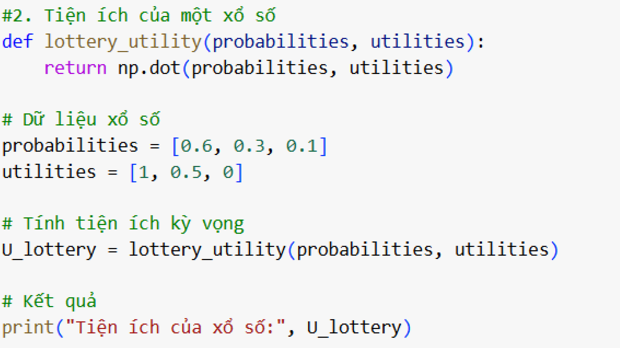 #2. Tiện ích của một xổ số
def lottery_utility(probabilities, utilities):
    return np.dot(probabilities, utilities)
# Dữ liệu xổ số
probabilities = [0.6, 0.3, 0.1]
utilities = [1, 0.5, 0]
# Tính tiện ích kỳ vọng
U_lottery = lottery_utility(probabilities, utilities)
# Kết quả
print("Tiện ích của xổ số:", U_lottery)